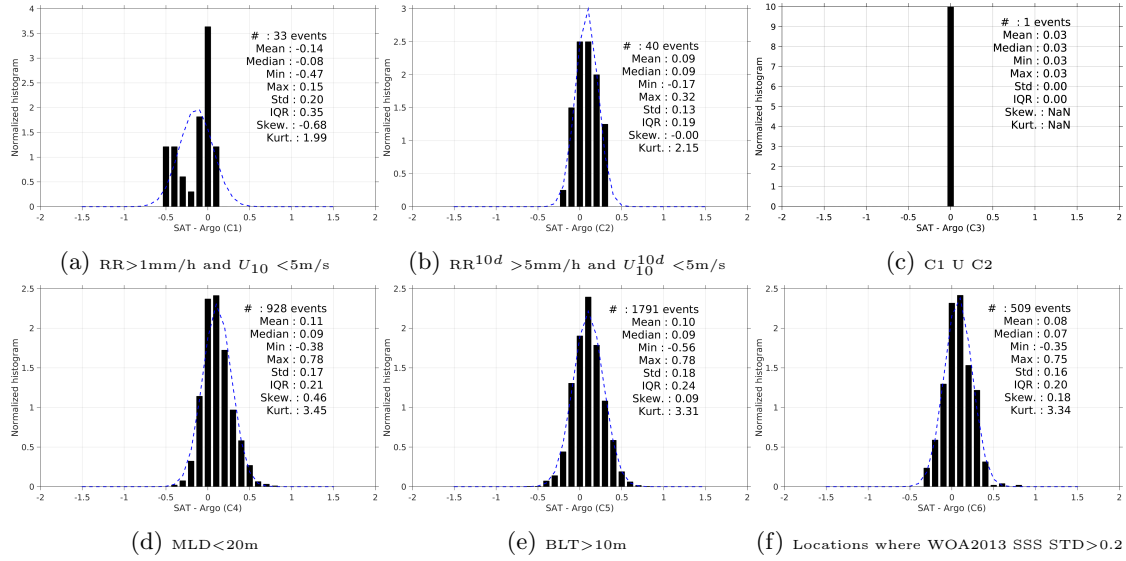 Normalized histogram
4
3.5
3
2.5
2
1.5
1
0.5
0
-2 -1.5 -1 -0.5 0 0.5 1 1.5 2
SAT - Argo (C1)
# : 33 events
Mean : -0.14
Median : -0.08
Min : -0.47
Max : 0.15
Std : 0.20
IQR : 0.35
Skew. : -0.68
Kurt. : 1.99
(a) RR>1mm/h and U10 <5m/s
Normalized histogram
3
2.5
2
1.5
1
0.5
0
-2 -1.5 -1 -0.5 0 0.5 1 1.5 2
SAT - Argo (C2)
# : 40 events
Mean : 0.09
Median : 0.09
Min : -0.17
Max : 0.32
Std : 0.13
IQR : 0.19
Skew. : -0.00
Kurt. : 2.15
(b) RR10d >5mm/h and U10d10 <5m/s
Normalized histogram
10
9
8
7
6
5
4
3
2
1
0
-2 -1.5 -1 -0.5 0 0.5 1 1.5 2
SAT - Argo (C3)
# : 1 events
Mean : 0.03
Median : 0.03
Min : 0.03
Max : 0.03
Std : 0.00
IQR : 0.00
Skew. : NaN
Kurt. : NaN
(c) C1 U C2
Normalized histogram
2.5
2
1.5
1
0.5
0
-2 -1.5 -1 -0.5 0 0.5 1 1.5 2
SAT - Argo (C4)
# : 928 events
Mean : 0.11
Median : 0.09
Min : -0.38
Max : 0.78
Std : 0.17
IQR : 0.21
Skew. : 0.46
Kurt. : 3.45
(d) MLD<20m
Normalized histogram
2.5
2
1.5
1
0.5
0
-2 -1.5 -1 -0.5 0 0.5 1 1.5 2
SAT - Argo (C5)
# : 1791 events
Mean : 0.10
Median : 0.09
Min : -0.56
Max : 0.78
Std : 0.18
IQR : 0.24
Skew. : 0.09
Kurt. : 3.31
(e) BLT>10m
Normalized histogram
2.5
2
1.5
1
0.5
0
-2 -1.5 -1 -0.5 0 0.5 1 1.5 2
SAT - Argo (C6)
# : 509 events
Mean : 0.08
Median : 0.07
Min : -0.35
Max : 0.75
Std : 0.16
IQR : 0.20
Skew. : 0.18
Kurt. : 3.34
(f) Locations where WOA2013 SSS STD>0.2